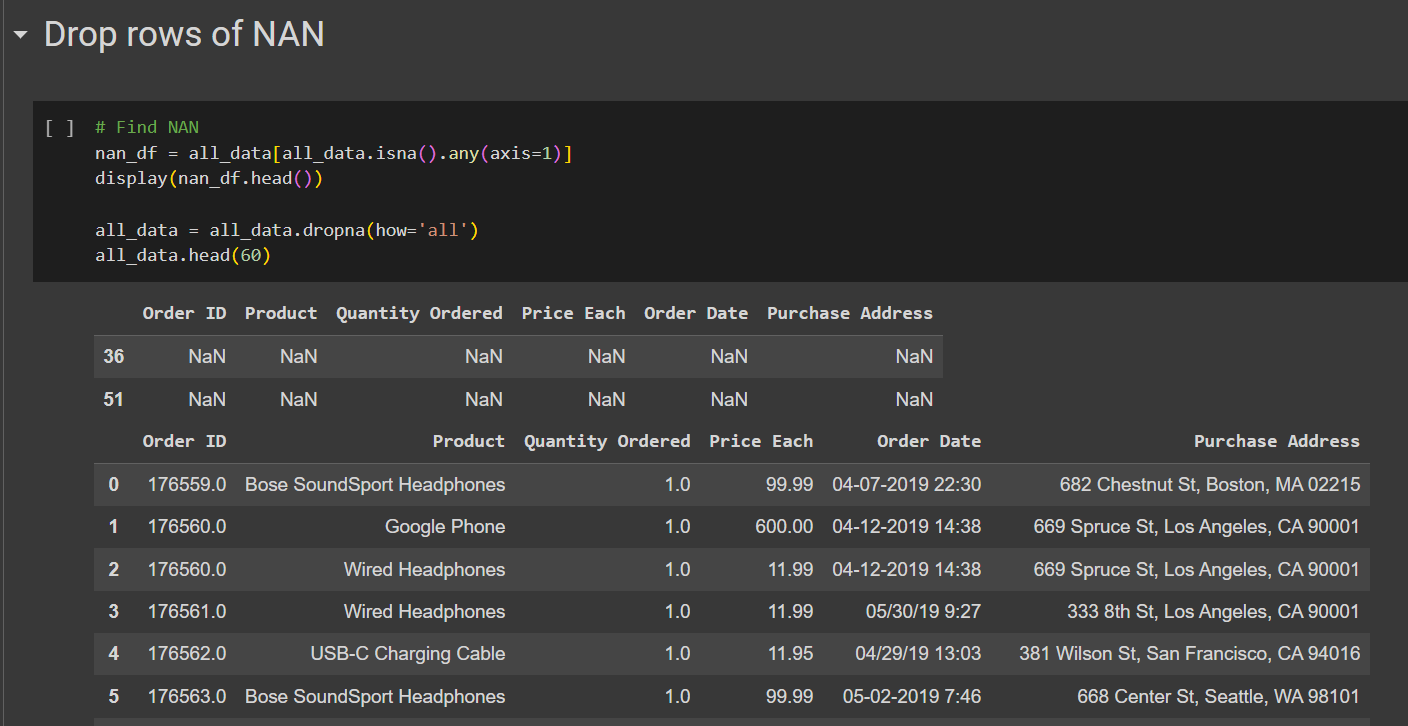 Drop rows of NAN
[ ] # Find NAN
nan_df = all_data[all_data.isna().any(axis=1)]
display(nan_df.head())
all_data = all_data.dropna(how='all')
all_data.head(60)
Order ID Product Quantity Ordered Price Each Order Date Purchase Address
36 NaN NaN NaN NaN NaN NaN
51 NaN NaN NaN NaN NaN NaN
Order ID Product Quantity Ordered Price Each Order Date Purchase Address
0 176559.0 Bose SoundSport Headphones 1.0 99.99 04-07-2019 22:30 682 Chestnut St, Boston, MA 02215
1 176560.0 Google Phone 1.0 600.00 04-12-2019 14:38 669 Spruce St, Los Angeles, CA 90001
2 176560.0 Wired Headphones 1.0 11.99 04-12-2019 14:38 669 Spruce St, Los Angeles, CA 90001
3 176561.0 Wired Headphones 1.0 11.99 05/30/19 9:27 333 8th St, Los Angeles, CA 90001
4 176562.0 USB-C Charging Cable 1.0 11.95 04/29/19 13:03 381 Wilson St, San Francisco, CA 94016
5 176563.0 Bose SoundSport Headphones 1.0 99.99 05-02-2019 7:46 668 Center St, Seattle, WA 98101